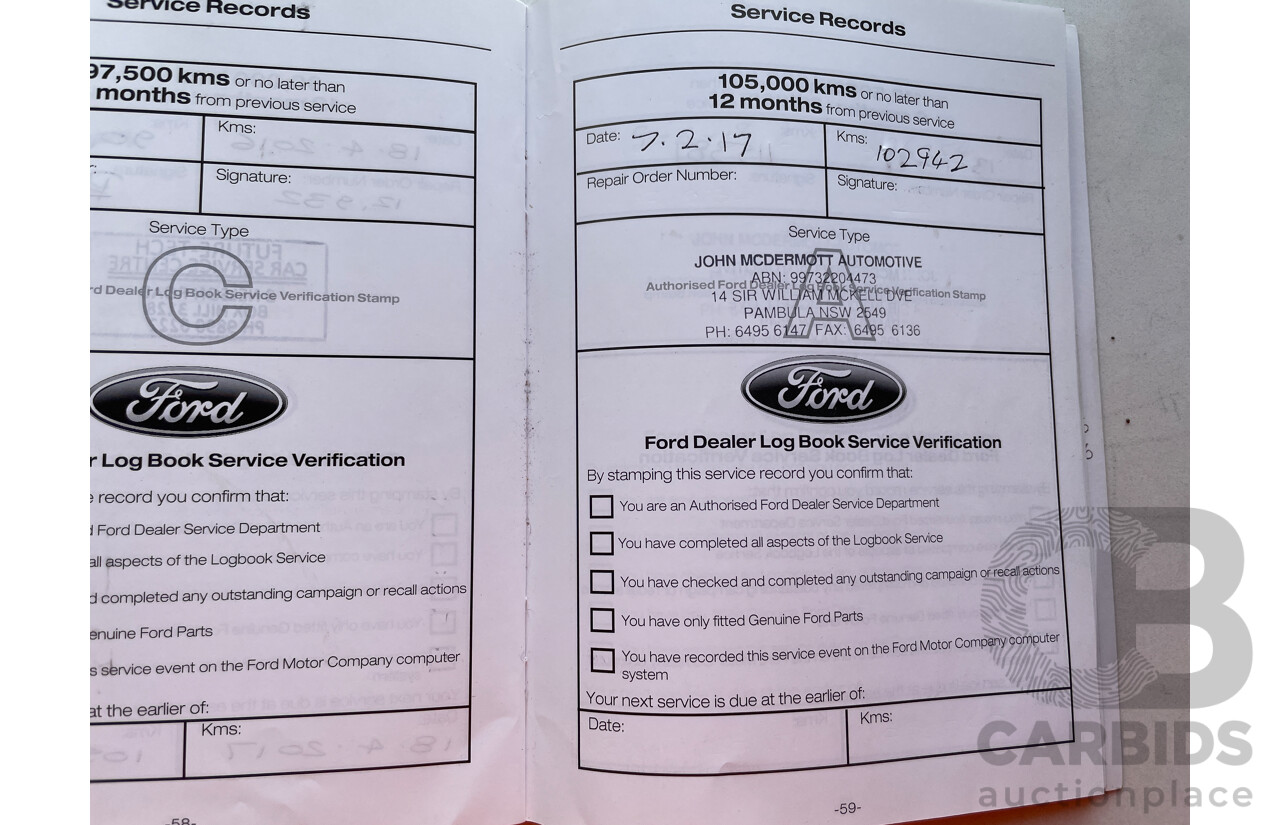 Service Records
97,500 kms or no later than
months from previous service
Kms:
Signature:
Service Type
C
Dealer Log Book Service Verification Stamp
Ford
Log Book Service Verification
record you confirm that:
Ford Dealer Service Department
all aspects of the Logbook Service
completed any outstanding campaign or recall actions
Genuine Ford Parts
service event on the Ford Motor Company computer
at the earlier of:
Kms:
-58-
Service Records
105,000 kms or no later than
12 months from previous service
Date: 7.2.17
Kms: 102942
Repair Order Number:
Signature:
Service Type
A
Authorised Ford Dealer Log Book Service Verification Stamp
JOHN MCDERMOTT AUTOMOTIVE
ABN: 99732204473
14 SIR WILLIAM MCKELL DVE
PAMBULA NSW 2549
PH: 6495 6147 FAX: 6495 6136
Ford
Ford Dealer Log Book Service Verification
By stamping this service record you confirm that:
You are an Authorised Ford Dealer Service Department
You have completed all aspects of the Logbook Service
You have checked and completed any outstanding campaign or recall actions
You have only fitted Genuine Ford Parts
You have recorded this service event on the Ford Motor Company computer
system
Your next service is due at the earlier of:
Date:
Kms:
-59-
CB
CARBIDS
auctionplace